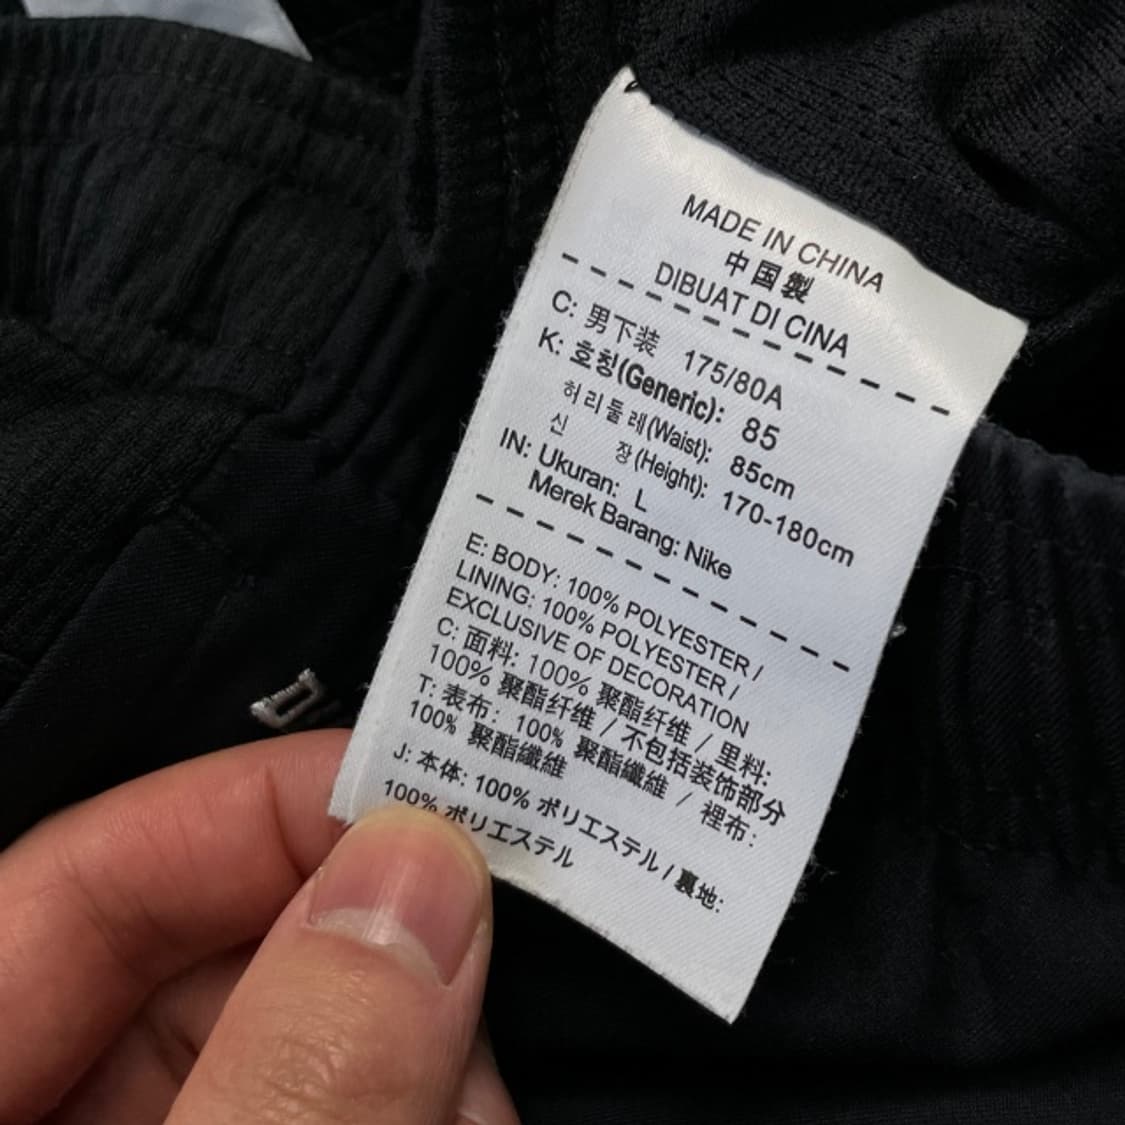 MADE IN CHINA
中国製
DIBUAT DI CINA
C: 男下装 175/80A
K: 호칭(Generic): 85
허리둘레(Waist): 85cm
신 장(Height): 170-180cm
IN: Ukuran: L
Merek Barang: Nike
E: BODY: 100% POLYESTER /
LINING: 100% POLYESTER /
EXCLUSIVE OF DECORATION
C: 面料: 100% 聚酯纤维 / 里料:
100% 聚酯纤维 / 不包括装饰部分
T: 表布: 100% 聚酯纖維 / 裡布:
100% 聚酯纖維
J: 本体: 100% ポリエステル / 裏地:
100% ポリエステル